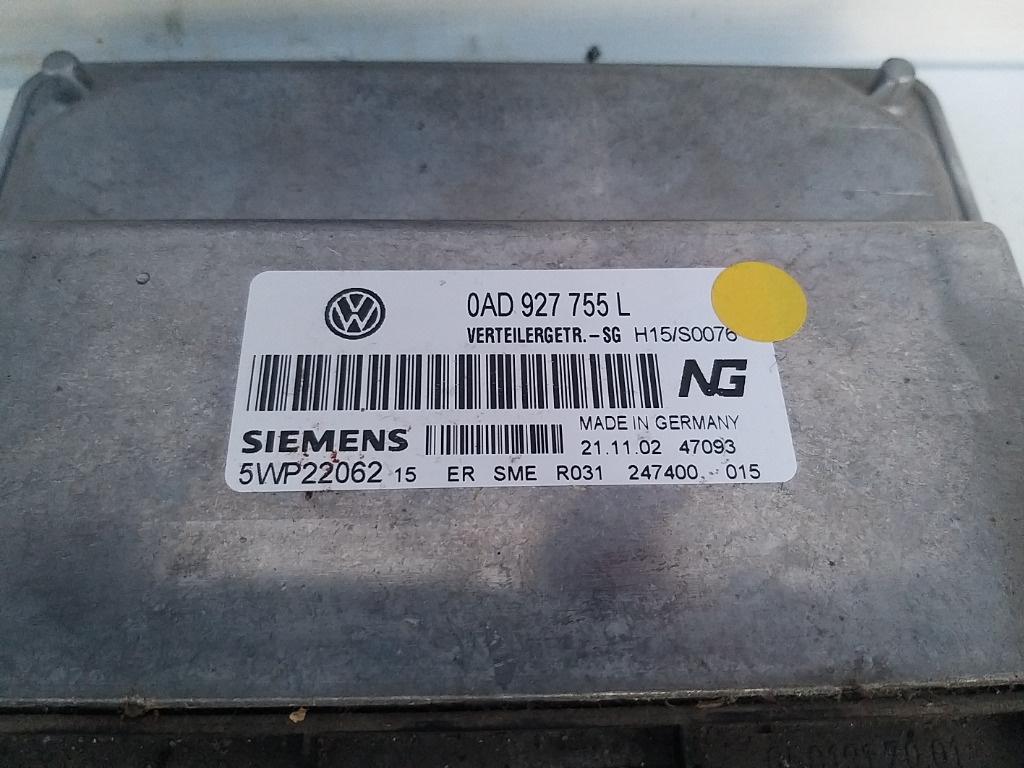 0AD 927 755 L
VERTEILERGETR.-SG H15/S0076
NG
MADE IN GERMANY
SIEMENS 21.11.02 47093
5WP22062 15 ER SME R031 247400 015